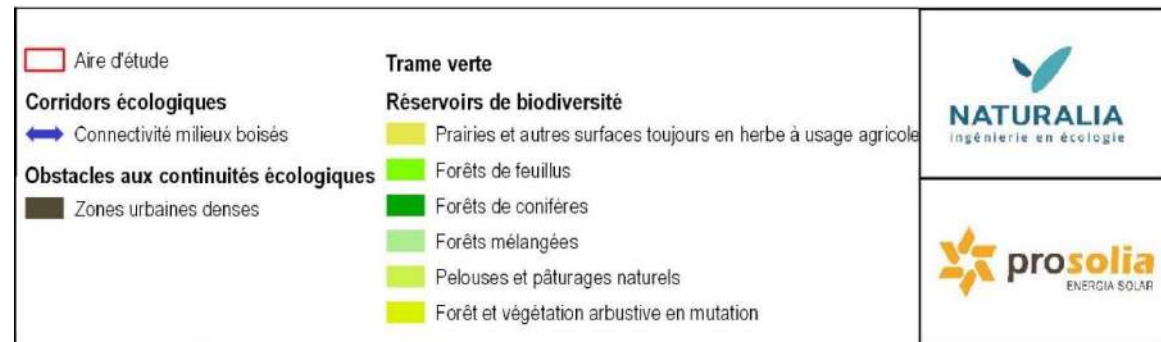 Aire d'étude
Corridors écologiques
Connectivité milieux boisés
Obstacles aux continuités écologiques
Zones urbaines denses
Trame verte
Réservoirs de biodiversité
Prairies et autres surfaces toujours en herbe à usage agricole
Forêts de feuillus
Forêts de conifères
Forêts mélangées
Pelouses et pâturages naturels
Forêt et végétation arbustive en mutation
NATURALIA
ingénierie en écologie
prosolia
ENERGIA SOLAR